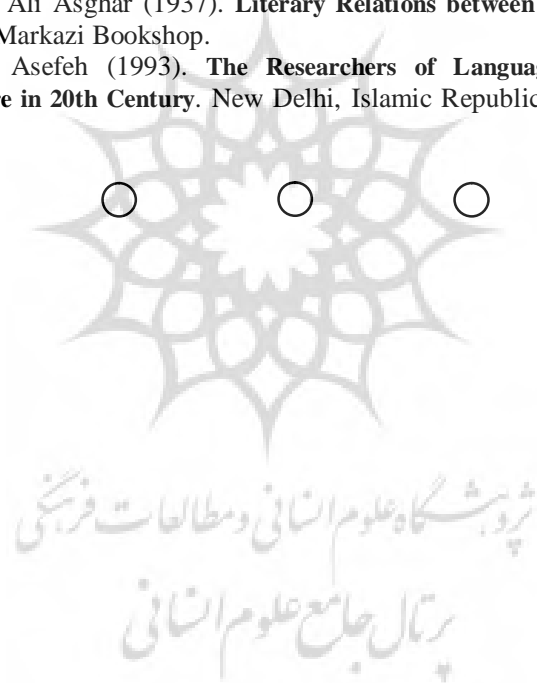 Ali Asghar (1937). Literary Relations between
Markazi Bookshop.
Asefeh (1993). The Researchers of Langua
re in 20th Century. New Delhi, Islamic Republic
پژوهشگاه علوم انسانی و مطالعات فرهنگی
پرتال جامع علوم انسانی